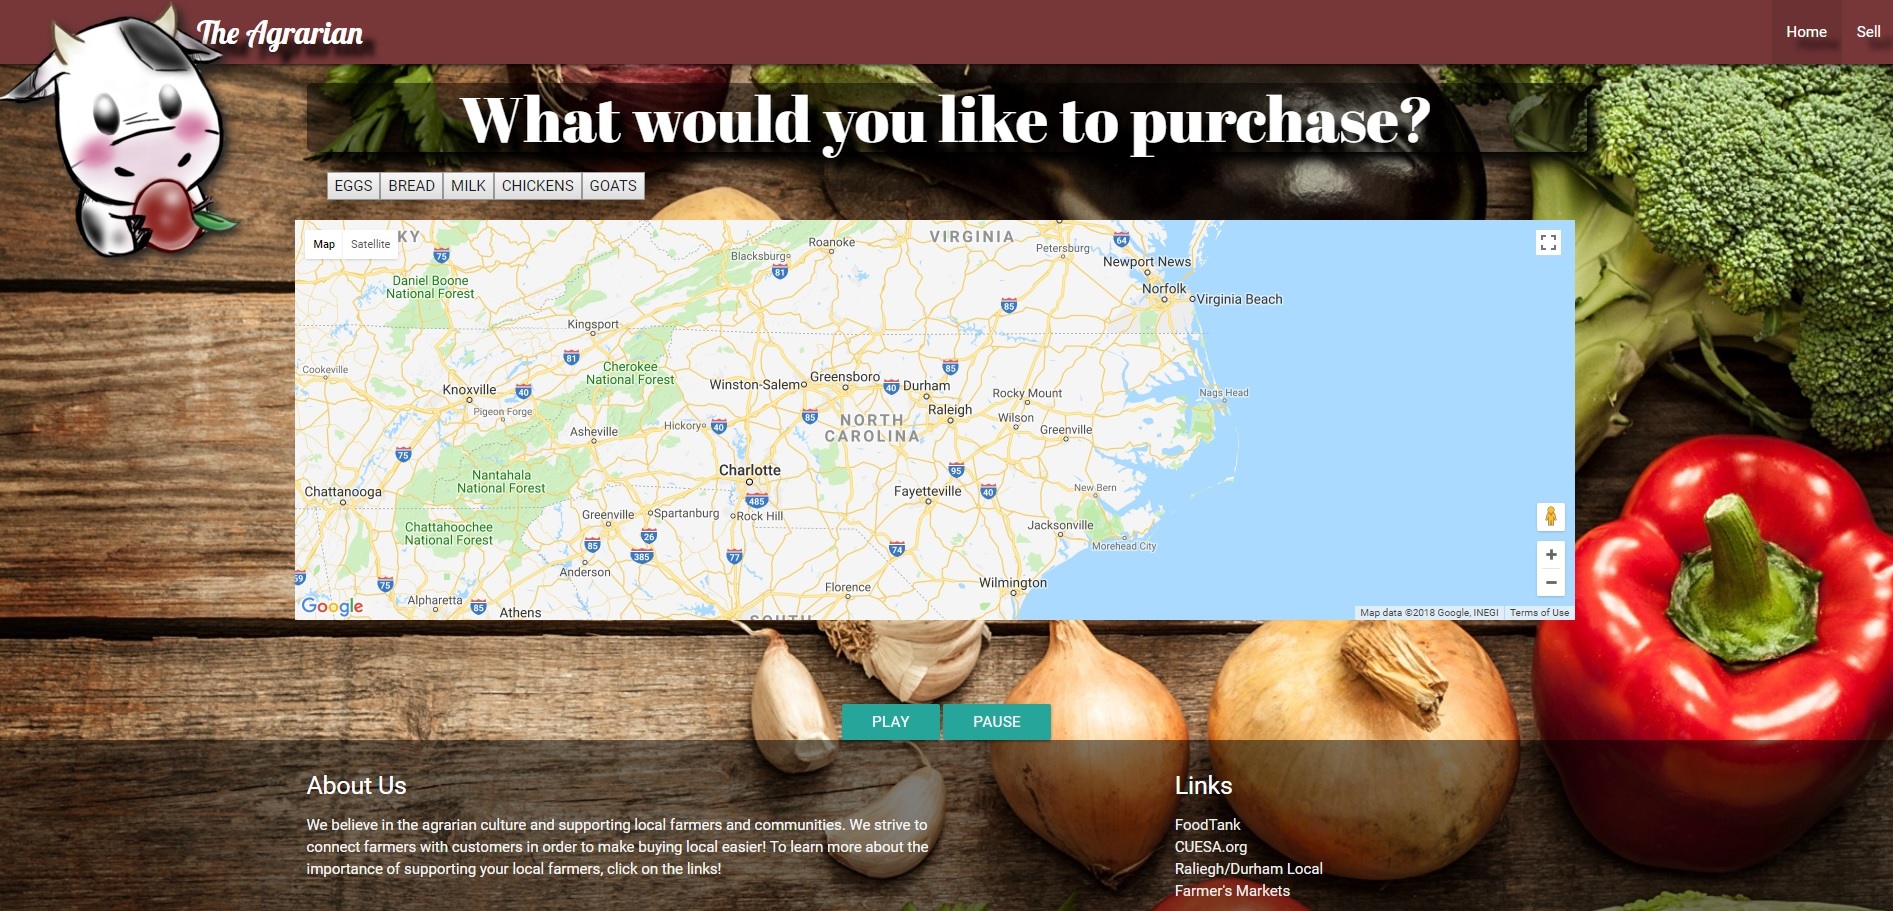 The Agrarian
Home Sell
What would you like to purchase?
EGGS BREAD MILK CHICKENS GOATS
Map Satellite
KY
VIRGINIA
Roanoke
Blacksburg
Petersburg
64
75
81
Newport News
Daniel Boone
National Forest
Norfolk
Virginia Beach
85
Kingsport
81
Cookeville
Cherokee
National Forest
85
Knoxville
40
Winston-Salem
Greensboro
40
Durham
Rocky Mount
Nags Head
Pigeon Forge
Raleigh
85
Wilson
NORTH
CAROLINA
Hickory
40
Asheville
Greenville
75
Charlotte
95
Nantahala
National Forest
Chattanooga
485
Fayetteville
40
New Bern
Greenville
Spartanburg
Rock Hill
Chattahoochee
National Forest
26
Jacksonville
85
385
77
74
Morehead City
Anderson
59
75
Florence
Wilmington
Alpharetta
85
Athens
SOUTH
Google
Map data ©2018 Google, INEGI Terms of Use
PLAY PAUSE
About Us
We believe in the agrarian culture and supporting local farmers and communities. We strive to
connect farmers with customers in order to make buying local easier! To learn more about the
importance of supporting your local farmers, click on the links!
Links
FoodTank
CUESA.org
Raliegh/Durham Local
Farmer's Markets